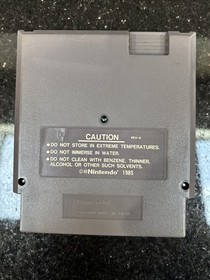 CAUTION
REV-A
•DO NOT STORE IN EXTREME TEMPERATURES.
•DO NOT IMMERSE IN WATER.
•DO NOT CLEAN WITH BENZENE, THINNER,
ALCOHOL OR OTHER SUCH SOLVENTS.
©Nintendo 1985